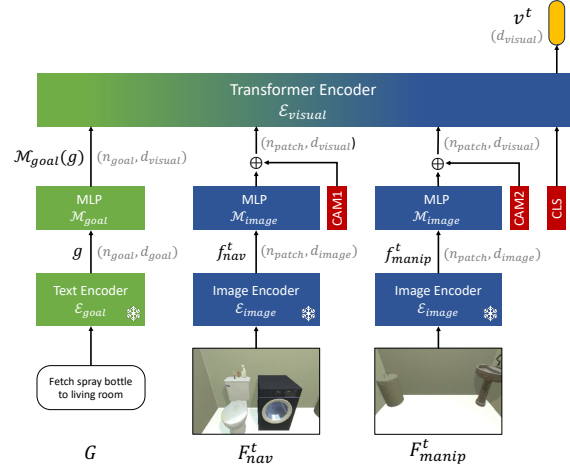 v^t
(d_visual)
Transformer Encoder
ℰ_visual
ℳ_goal(g) (n_goal, d_visual)
(n_patch, d_visual)
(n_patch, d_visual)
⊕
⊕
MLP
ℳ_goal
MLP
ℳ_image
CAM1
MLP
ℳ_image
CAM2
CLS
g (n_goal, d_goal)
f^t_nav (n_patch, d_image)
f^t_manip (n_patch, d_image)
Text Encoder
ℰ_goal
Image Encoder
ℰ_image
Image Encoder
ℰ_image
Fetch spray bottle
to living room
G
F^t_nav
F^t_manip